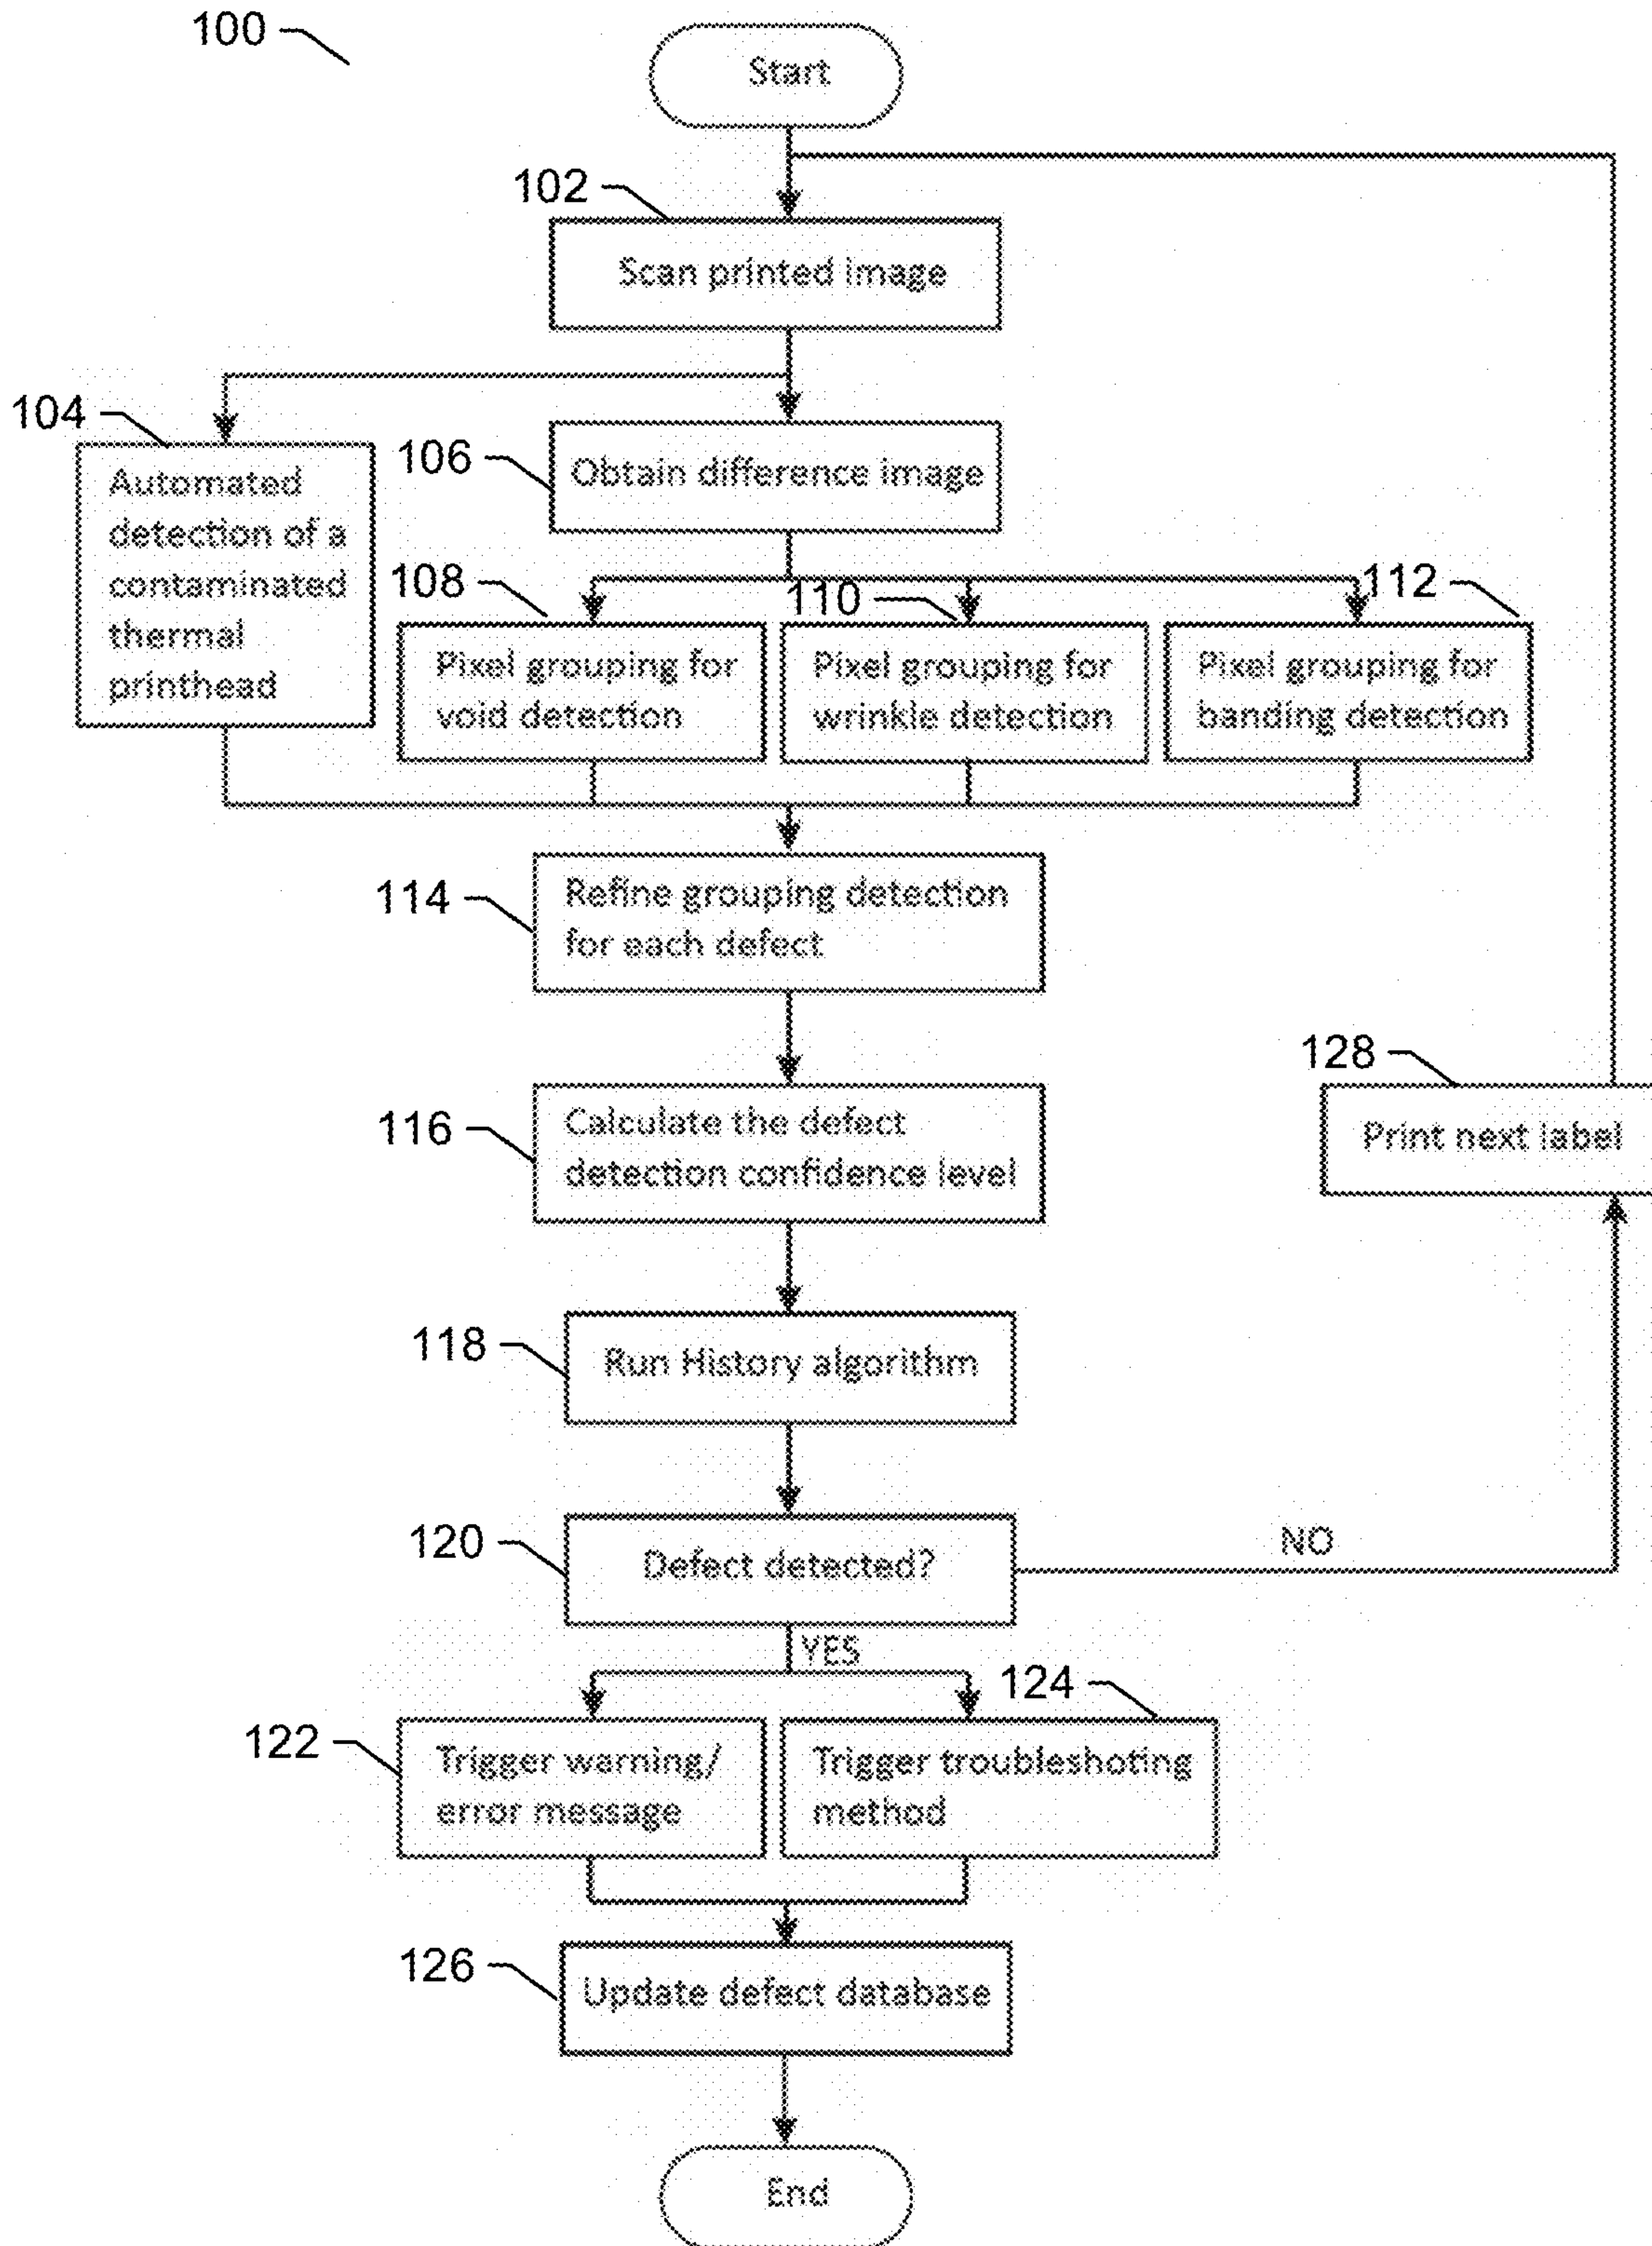 100
Start
102
Scan printed image
104
Automated
detection of a
contaminated
thermal
printhead
106
Obtain difference image
108
Pixel grouping for
void detection
110
Pixel grouping for
wrinkle detection
112
Pixel grouping for
banding detection
114
Refine grouping detection
for each defect
116
Calculate the defect
detection confidence level
128
Print next label
118
Run History algorithm
120
Defect detected?
NO
YES
122
Trigger warning/
error message
124
Trigger troubleshoting
method
126
Update defect database
End